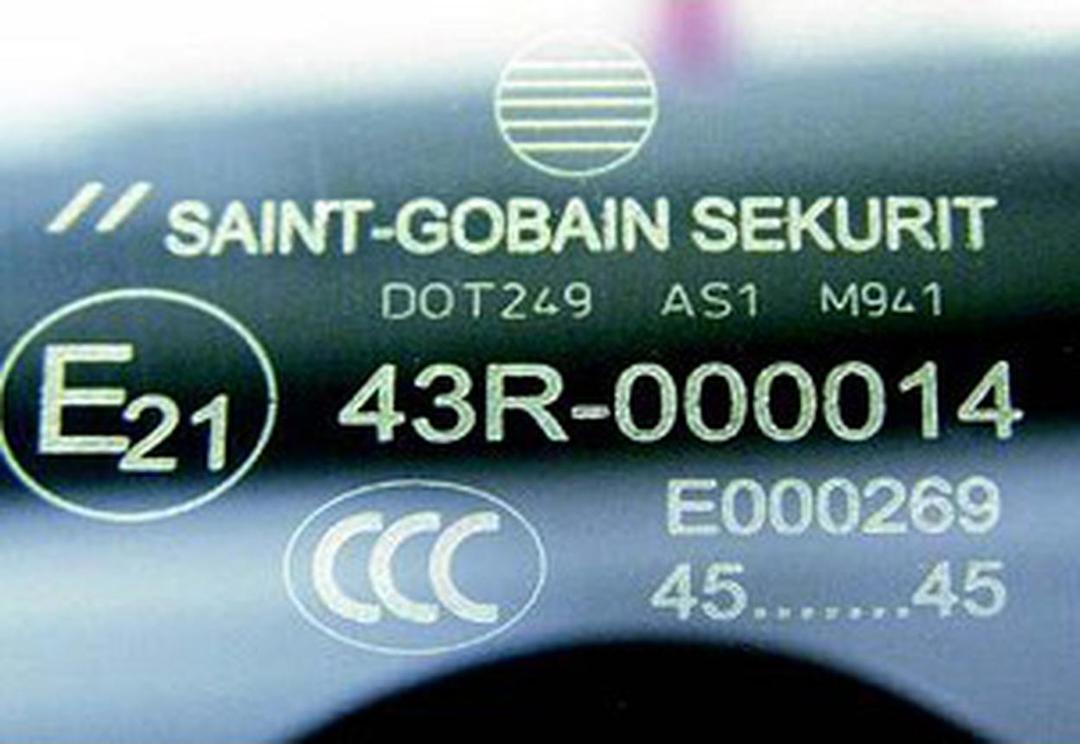 // SAINT-GOBAIN SEKURIT
DOT249 AS1 M941
E21 43R-000014
CCC E000269
45.......45